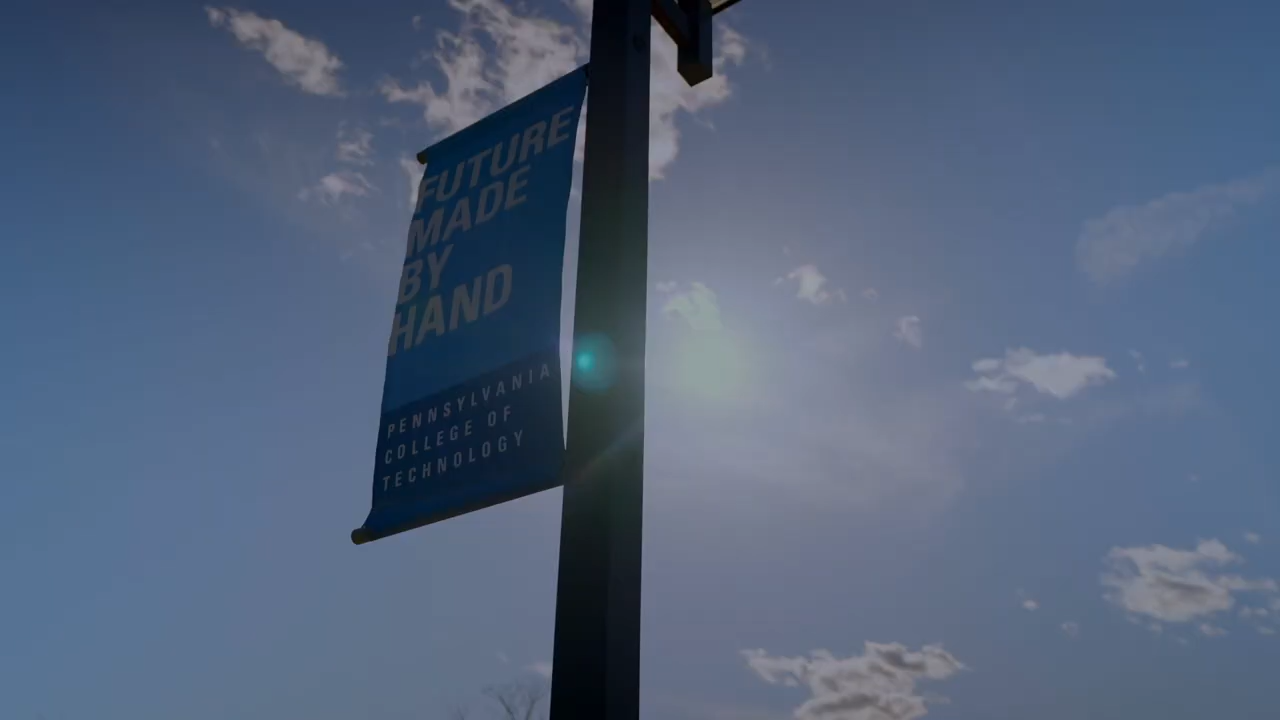 FUTURE
MADE
BY
HAND
PENNSYLVANIA
COLLEGE OF
TECHNOLOGY